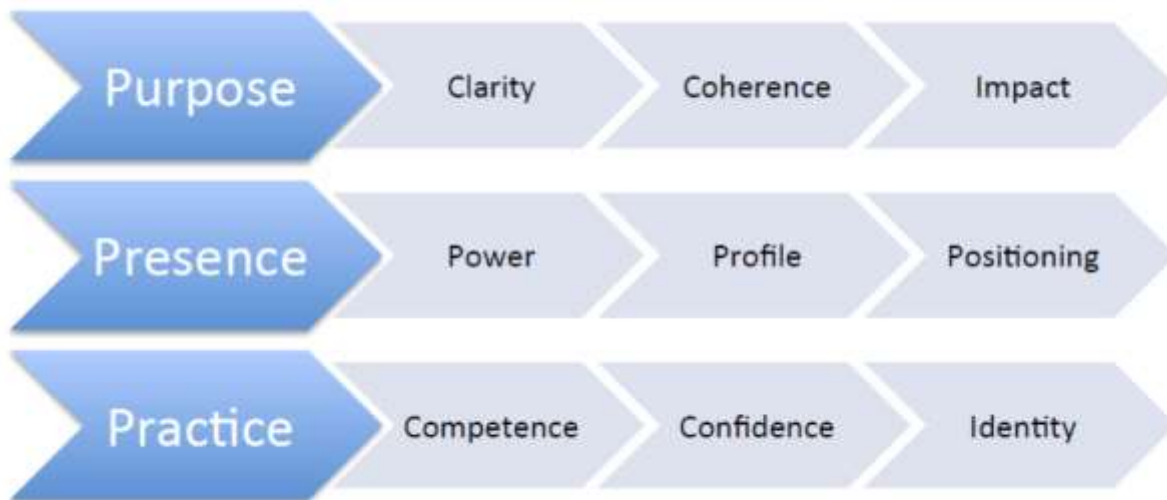 Purpose Clarity Coherence Impact
Presence Power Profile Positioning
Practice Competence Confidence Identity